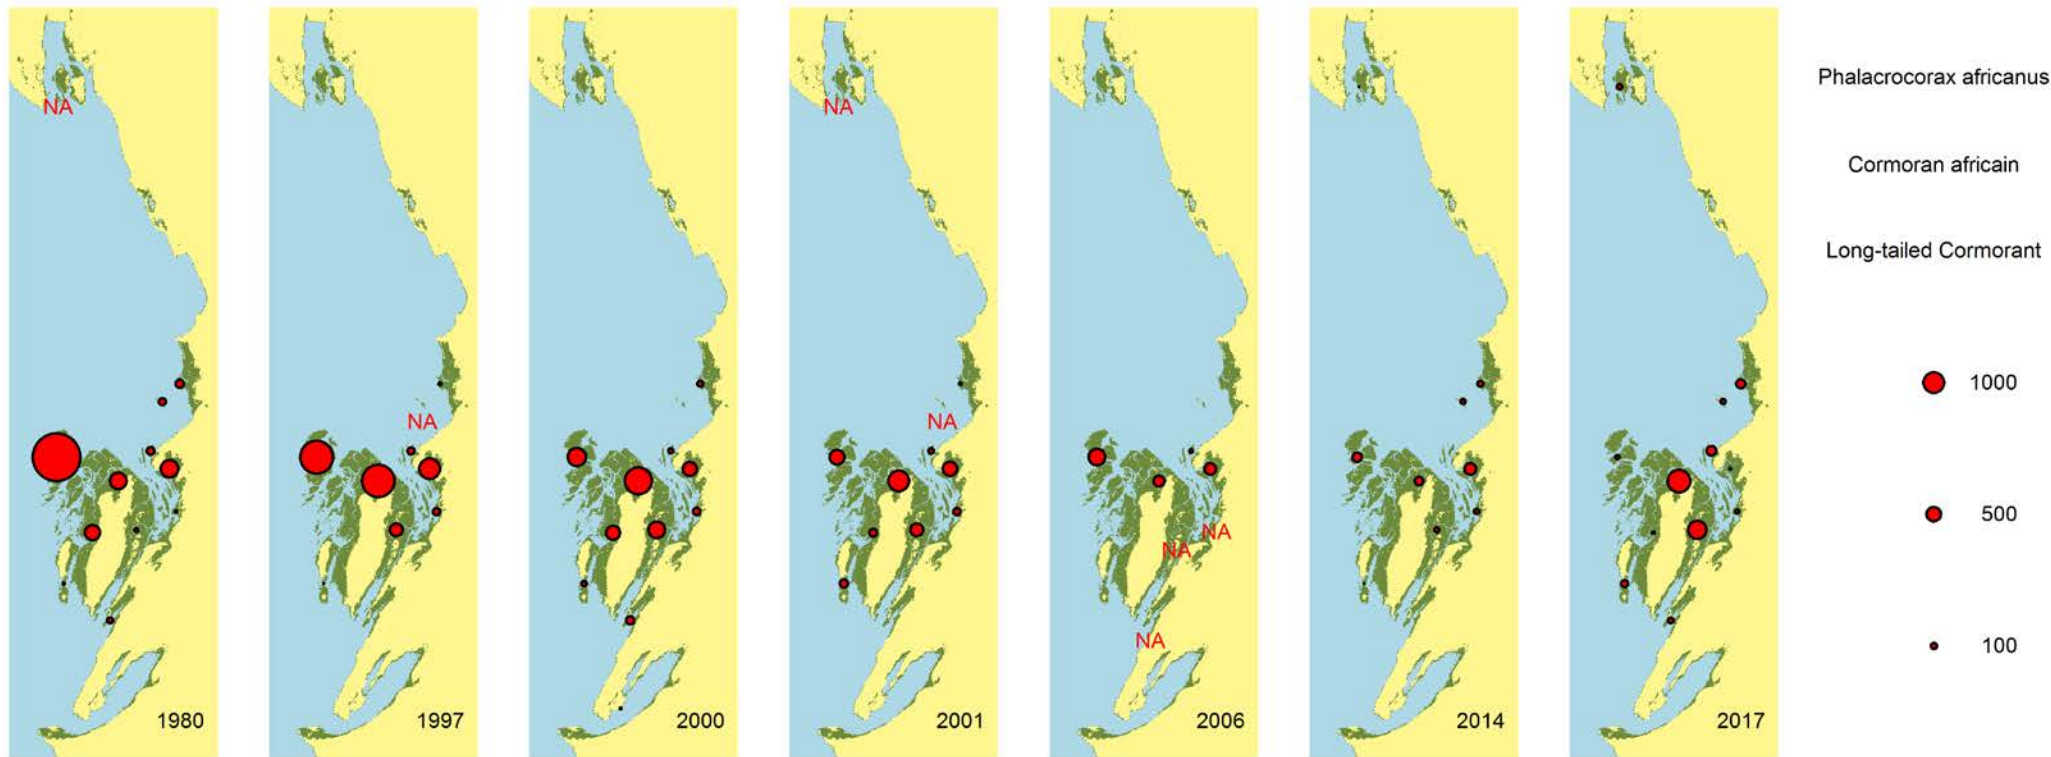 NA
1980
NA
1997
2000
NA
NA
2001
NA
NA
NA
2006
2014
2017
Phalacrocorax africanus
Cormoran africain
Long-tailed Cormorant
1000
500
100